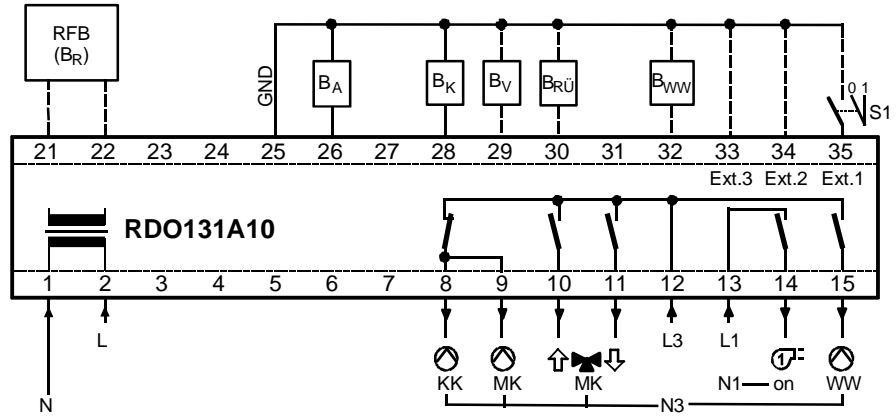 RFB
(BR)
GND
BA
BK
BV
BRÜ
BWW
0 1
S1
21 22 23 24 25 26 27 28 29 30 31 32 33 34 35
Ext.3 Ext.2 Ext.1
RDO131A10
1 2 3 4 5 6 7 8 9 10 11 12 13 14 15
L L3 L1
1
KK MK MK N1 on WW
N N3